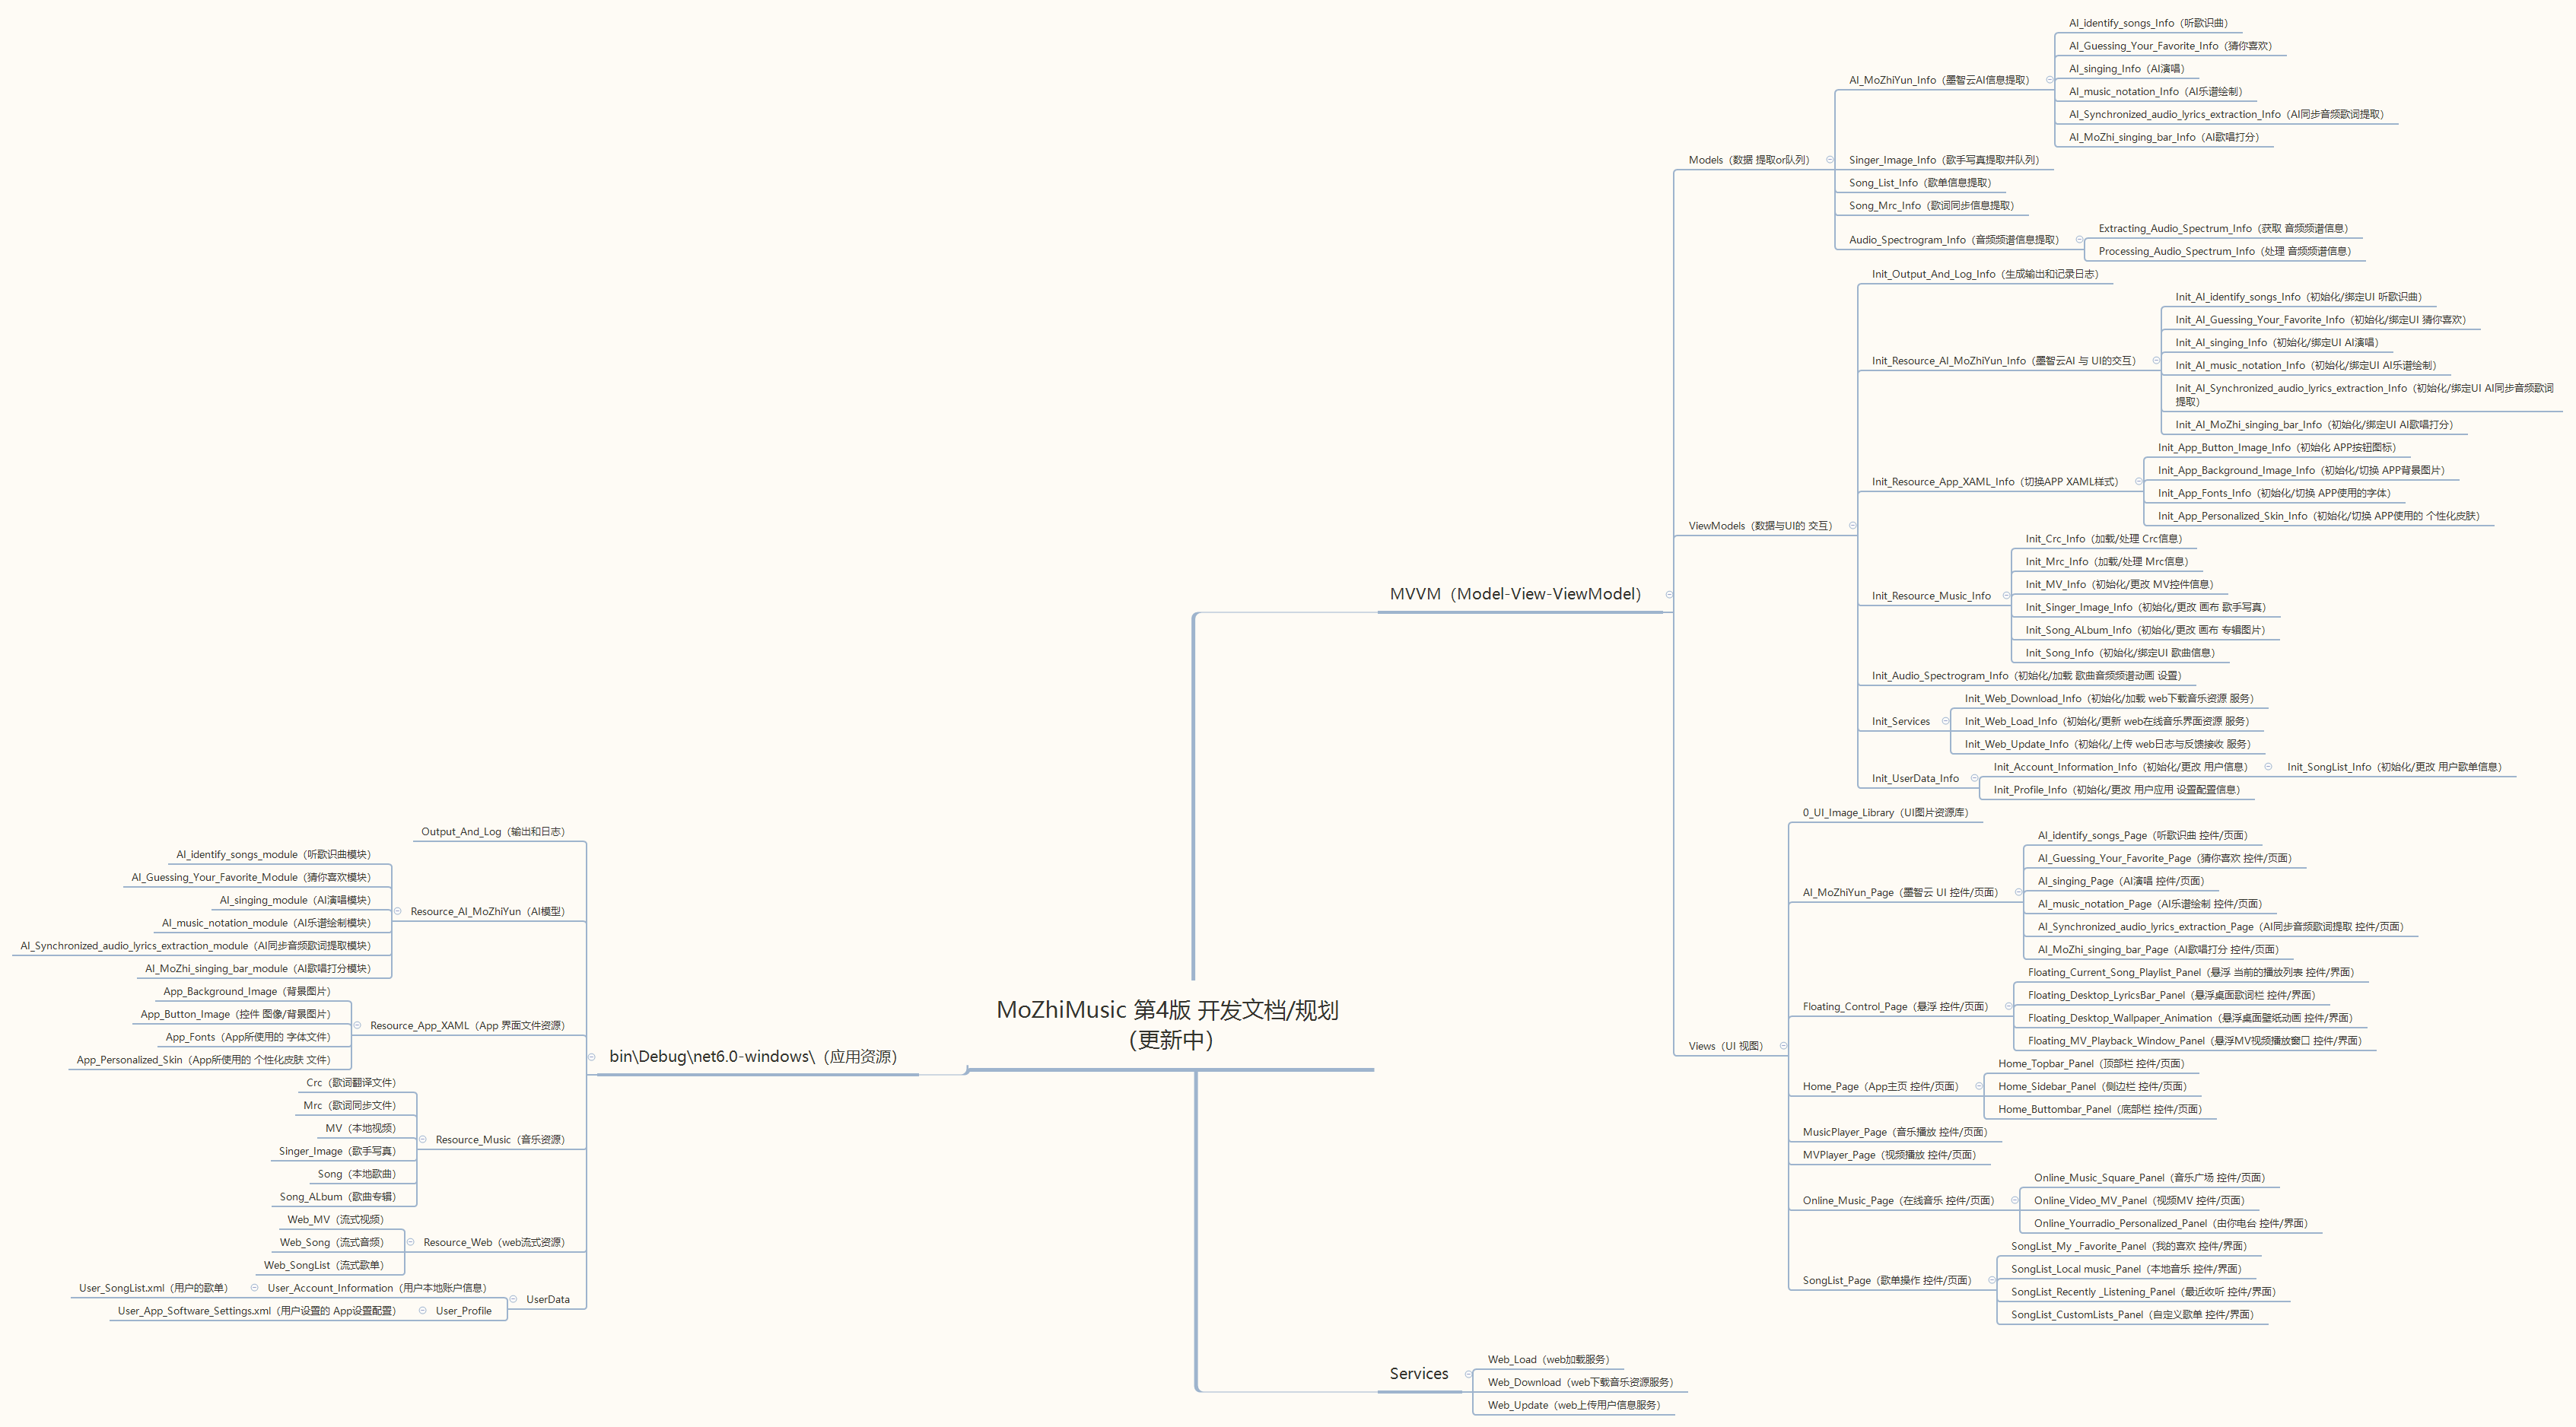 MoZhiMusic 第4版 开发文档/规划
（更新中）
MVVM（Model-View-ViewModel）
Models（数据 提取or队列）
AI_MoZhiYun_Info（墨智云AI信息提取）
AI_identify_songs_Info（听歌识曲）
AI_Guessing_Your_Favorite_Info（猜你喜欢）
AI_singing_Info（AI演唱）
AI_music_notation_Info（AI乐谱绘制）
AI_Synchronized_audio_lyrics_extraction_Info（AI同步音频歌词提取）
AI_MoZhi_singing_bar_Info（AI歌唱打分）
Singer_Image_Info（歌手写真提取并队列）
Song_List_Info（歌单信息提取）
Song_Mrc_Info（歌词同步信息提取）
Audio_Spectrogram_Info（音频频谱信息提取）
Extracting_Audio_Spectrum_Info（获取 音频频谱信息）
Processing_Audio_Spectrum_Info（处理 音频频谱信息）
ViewModels（数据与UI的 交互）
Init_Output_And_Log_Info（生成输出和记录日志）
Init_Resource_AI_MoZhiYun_Info（墨智云AI 与 UI的交互）
Init_AI_identify_songs_Info（初始化/绑定UI 听歌识曲）
Init_AI_Guessing_Your_Favorite_Info（初始化/绑定UI 猜你喜欢）
Init_AI_singing_Info（初始化/绑定UI AI演唱）
Init_AI_music_notation_Info（初始化/绑定UI AI乐谱绘制）
Init_AI_Synchronized_audio_lyrics_extraction_Info（初始化/绑定UI AI同步音频歌词
提取）
Init_AI_MoZhi_singing_bar_Info（初始化/绑定UI AI歌唱打分）
Init_Resource_App_XAML_Info（切换APP XAML样式）
Init_App_Button_Image_Info（初始化 APP按钮图标）
Init_App_Background_Image_Info（初始化/切换 APP背景图片）
Init_App_Fonts_Info（初始化/切换 APP使用的字体）
Init_App_Personalized_Skin_Info（初始化/切换 APP使用的 个性化皮肤）
Init_Resource_Music_Info
Init_Crc_Info（加载/处理 Crc信息）
Init_Mrc_Info（加载/处理 Mrc信息）
Init_MV_Info（初始化/更改 MV控件信息）
Init_Singer_Image_Info（初始化/更改 画布 歌手写真）
Init_Song_ALbum_Info（初始化/更改 画布 专辑图片）
Init_Song_Info（初始化/绑定UI 歌曲信息）
Init_Audio_Spectrogram_Info（初始化/加载 歌曲音频频谱动画 设置）
Init_Services
Init_Web_Download_Info（初始化/加载 web下载音乐资源 服务）
Init_Web_Load_Info（初始化/更新 web在线音乐界面资源 服务）
Init_Web_Update_Info（初始化/上传 web日志与反馈接收 服务）
Init_UserData_Info
Init_Account_Information_Info（初始化/更改 用户信息）
Init_SongList_Info（初始化/更改 用户歌单信息）
Init_Profile_Info（初始化/更改 用户应用 设置配置信息）
Views（UI 视图）
0_UI_Image_Library（UI图片资源库）
AI_MoZhiYun_Page（墨智云 UI 控件/页面）
AI_identify_songs_Page（听歌识曲 控件/页面）
AI_Guessing_Your_Favorite_Page（猜你喜欢 控件/页面）
AI_singing_Page（AI演唱 控件/页面）
AI_music_notation_Page（AI乐谱绘制 控件/页面）
AI_Synchronized_audio_lyrics_extraction_Page（AI同步音频歌词提取 控件/页面）
AI_MoZhi_singing_bar_Page（AI歌唱打分 控件/页面）
Floating_Control_Page（悬浮 控件/页面）
Floating_Current_Song_Playlist_Panel（悬浮 当前的播放列表 控件/界面）
Floating_Desktop_LyricsBar_Panel（悬浮桌面歌词栏 控件/界面）
Floating_Desktop_Wallpaper_Animation（悬浮桌面壁纸动画 控件/界面）
Floating_MV_Playback_Window_Panel（悬浮MV视频播放窗口 控件/界面）
Home_Page（App主页 控件/页面）
Home_Topbar_Panel（顶部栏 控件/页面）
Home_Sidebar_Panel（侧边栏 控件/页面）
Home_Buttombar_Panel（底部栏 控件/页面）
MusicPlayer_Page（音乐播放 控件/页面）
MVPlayer_Page（视频播放 控件/页面）
Online_Music_Page（在线音乐 控件/页面）
Online_Music_Square_Panel（音乐广场 控件/页面）
Online_Video_MV_Panel（视频MV 控件/页面）
Online_Yourradio_Personalized_Panel（由你电台 控件/界面）
SongList_Page（歌单操作 控件/页面）
SongList_My _Favorite_Panel（我的喜欢 控件/界面）
SongList_Local music_Panel（本地音乐 控件/界面）
SongList_Recently _Listening_Panel（最近收听 控件/界面）
SongList_CustomLists_Panel（自定义歌单 控件/界面）
Services
Web_Load（web加载服务）
Web_Download（web下载音乐资源服务）
Web_Update（web上传用户信息服务）
bin\Debug\net6.0-windows\（应用资源）
Output_And_Log（输出和日志）
Resource_AI_MoZhiYun（AI模型）
AI_identify_songs_module（听歌识曲模块）
AI_Guessing_Your_Favorite_Module（猜你喜欢模块）
AI_singing_module（AI演唱模块）
AI_music_notation_module（AI乐谱绘制模块）
AI_Synchronized_audio_lyrics_extraction_module（AI同步音频歌词提取模块）
AI_MoZhi_singing_bar_module（AI歌唱打分模块）
Resource_App_XAML（App 界面文件资源）
App_Background_Image（背景图片）
App_Button_Image（控件 图像/背景图片）
App_Fonts（App所使用的 字体文件）
App_Personalized_Skin（App所使用的 个性化皮肤 文件）
Resource_Music（音乐资源）
Crc（歌词翻译文件）
Mrc（歌词同步文件）
MV（本地视频）
Singer_Image（歌手写真）
Song（本地歌曲）
Song_ALbum（歌曲专辑）
Resource_Web（web流式资源）
Web_MV（流式视频）
Web_Song（流式音频）
Web_SongList（流式歌单）
UserData
User_Account_Information（用户本地账户信息）
User_SongList.xml（用户的歌单）
User_Profile
User_App_Software_Settings.xml（用户设置的 App设置配置）